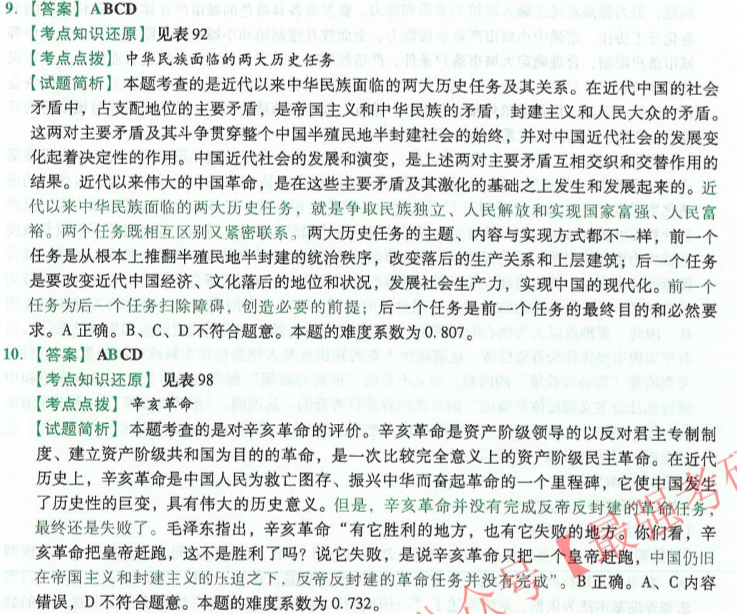 9. 【答案】ABCD
【考点知识还原】见表92
【考点点拨】中华民族面临的两大历史任务
【试题简析】本题考查的是近代以来中华民族面临的两大历史任务及其关系。在近代中国的社会
矛盾中，占支配地位的主要矛盾，是帝国主义和中华民族的矛盾，封建主义和人民大众的矛盾。
这两对主要矛盾及其斗争贯穿整个中国半殖民地半封建社会的始终，并对中国近代社会的发展变
化起着决定性的作用。中国近代社会的发展和演变，是上述两对主要矛盾互相交织和交替作用的
结果。近代以来伟大的中国革命，是在这些主要矛盾及其激化的基础之上发生和发展起来的。近
代以来中华民族面临的两大历史任务，就是争取民族独立、人民解放和实现国家富强、人民富
裕。两个任务既相互区别又紧密联系。两大历史任务的主题、内容与实现方式都不一样，前一个
任务是从根本上推翻半殖民地半封建的统治秩序，改变落后的生产关系和上层建筑；后一个任务
是要改变近代中国经济、文化落后的地位和状况，发展社会生产力，实现中国的现代化。前一个
任务为后一个任务扫除障碍，创造必要的前提；后一个任务是前一个任务的最终目的和必然要
求。A正确。B、C、D不符合题意。本题的难度系数为0.807。
10. 【答案】ABCD
【考点知识还原】见表98
【考点点拨】辛亥革命
【试题简析】本题考查的是对辛亥革命的评价。辛亥革命是资产阶级领导的以反对君主专制制
度、建立资产阶级共和国为目的的革命，是一次比较完全意义上的资产阶级民主革命。在近代
历史上，辛亥革命是中国人民为救亡图存、振兴中华而奋起革命的一个里程碑，它使中国发生
了历史性的巨变，具有伟大的历史意义。但是，辛亥革命并没有完成反帝反封建的革命任务，
最终还是失败了。毛泽东指出，辛亥革命“有它胜利的地方，也有它失败的地方。你们看，辛
亥革命把皇帝赶跑，这不是胜利了吗？说它失败，是说辛亥革命只把一个皇帝赶跑，中国仍旧
在帝国主义和封建主义的压迫之下，反帝反封建的革命任务并没有完成”。B正确。A、C内容
错误，D不符合题意。本题的难度系数为0.732。